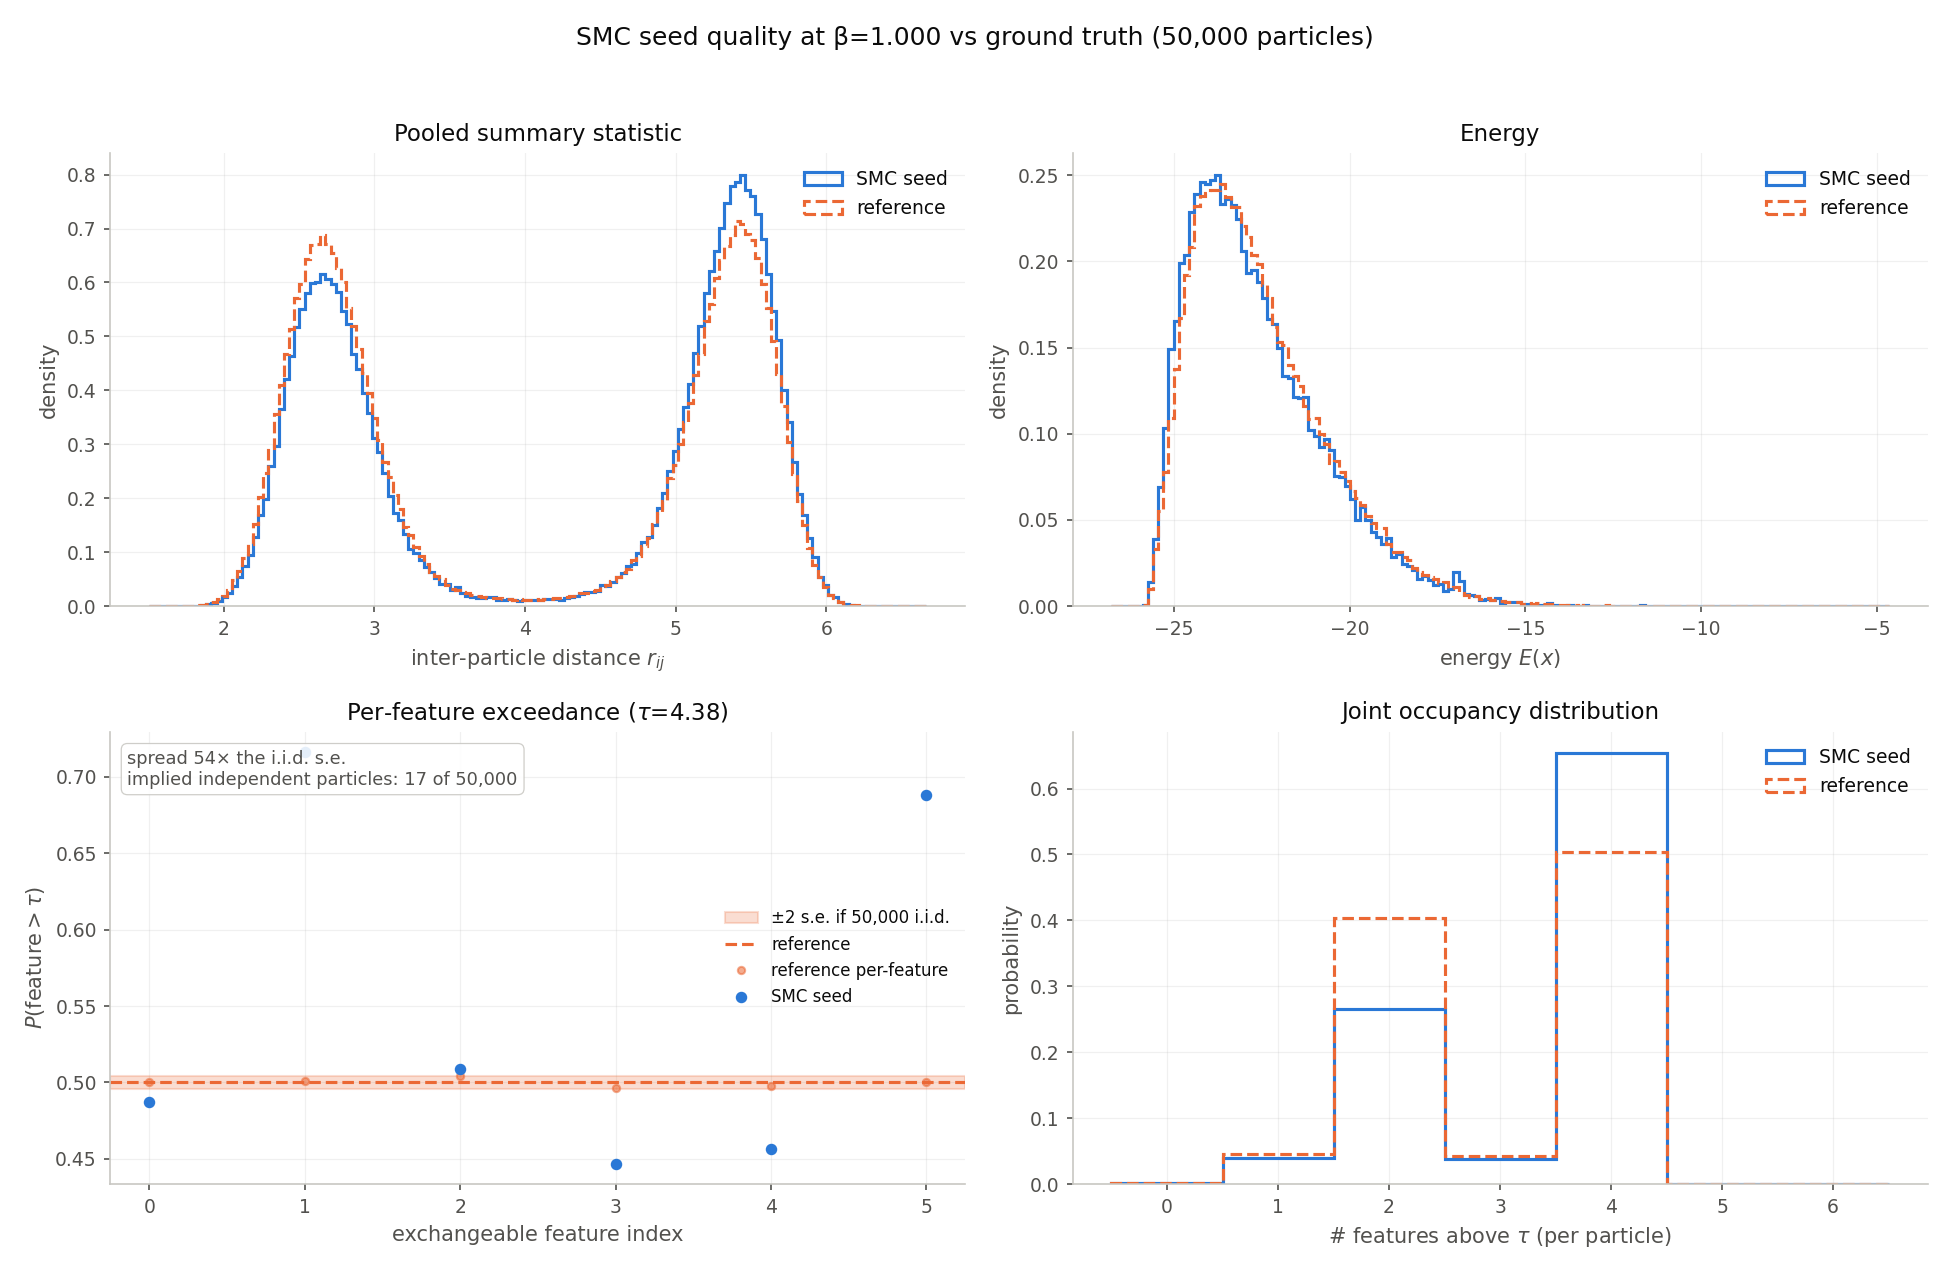 SMC seed quality at β=1.000 vs ground truth (50,000 particles)
Pooled summary statistic
SMC seed
reference
0.8
0.7
0.6
0.5
0.4
0.3
0.2
0.1
0.0
density
2 3 4 5 6
inter-particle distance r_ij
Energy
SMC seed
reference
0.25
0.20
0.15
0.10
0.05
0.00
density
−25 −20 −15 −10 −5
energy E(x)
Per-feature exceedance (τ=4.38)
spread 54× the i.i.d. s.e.
implied independent particles: 17 of 50,000
±2 s.e. if 50,000 i.i.d.
reference
reference per-feature
SMC seed
0.70
0.65
0.60
0.55
0.50
0.45
P(feature > τ)
0 1 2 3 4 5
exchangeable feature index
Joint occupancy distribution
SMC seed
reference
0.6
0.5
0.4
0.3
0.2
0.1
0.0
probability
0 1 2 3 4 5 6
# features above τ (per particle)